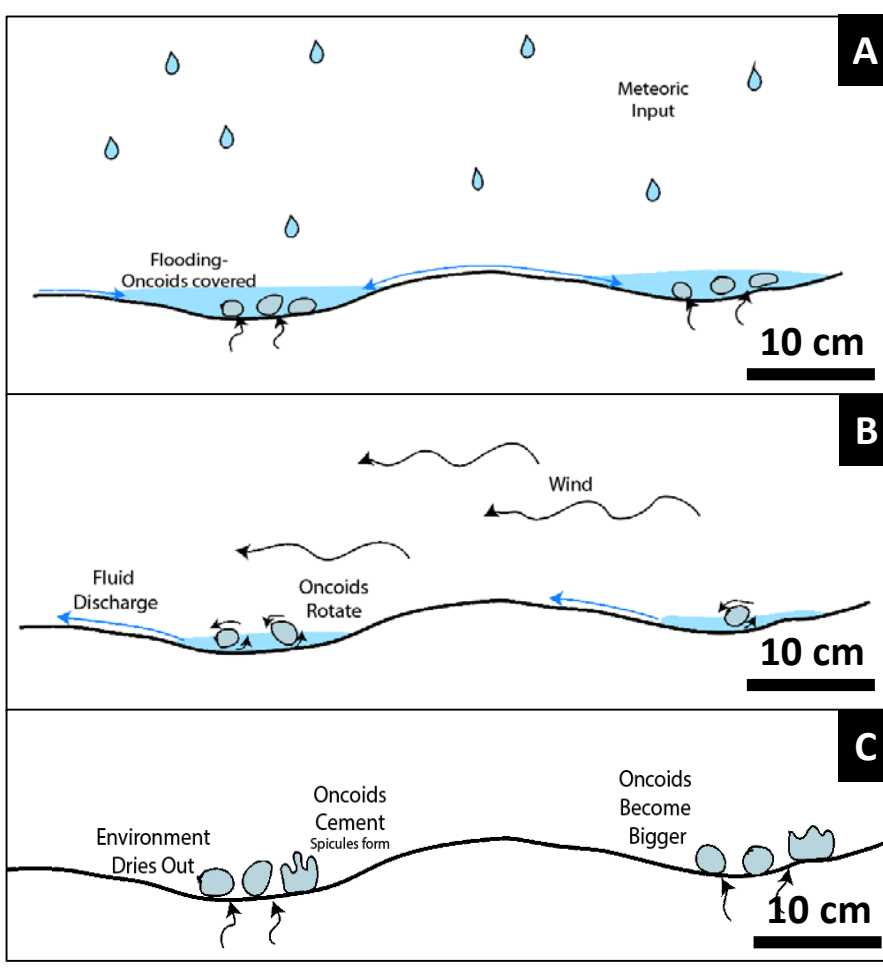 A
Meteoric
Input
Flooding-
Oncoids covered
10 cm
B
Wind
Fluid
Discharge
Oncoids
Rotate
10 cm
C
Oncoids
Cement
Spicules form
Oncoids
Become
Bigger
Environment
Dries Out
10 cm